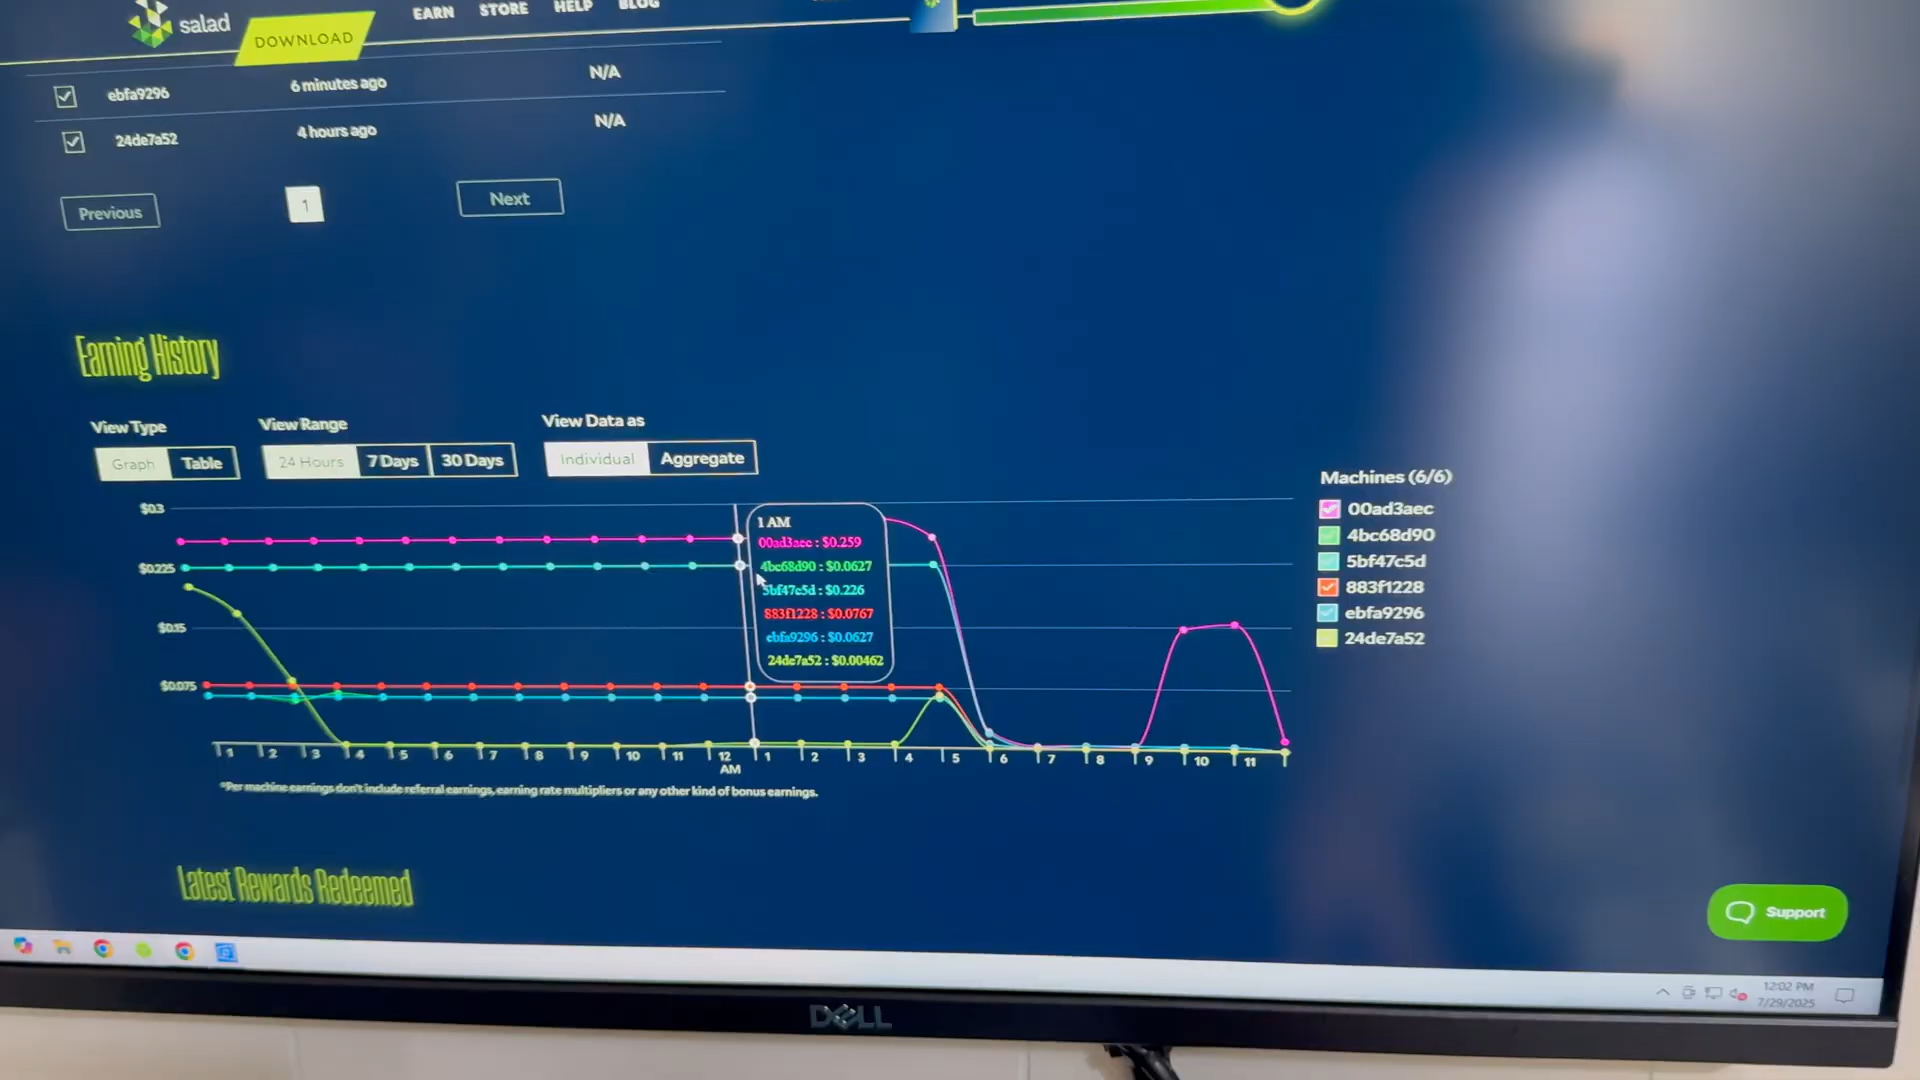 salad
DOWNLOAD
EARN
STORE
HELP
BLOG
ebfa9296
6 minutes ago
N/A
24de7a52
4 hours ago
N/A
Previous
1
Next
Earning History
View Type
View Range
View Data as
Graph
Table
24 Hours
7 Days
30 Days
Individual
Aggregate
Machines (6/6)
00ad3aec
4bc68d90
5bf47c5d
883f1228
ebfa9296
24de7a52
$0.3
$0.225
$0.15
$0.075
1 AM
00ad3aec : $0.259
4bc68d90 : $0.0627
5bf47c5d : $0.226
883f1228 : $0.0767
ebfa9296 : $0.0627
24de7a52 : $0.00462
1 2 3 4 5 6 7 8 9 10 11 12 1 2 3 4 5 6 7 8 9 10 11
AM
*Per machine earnings don't include referral earnings, earning rate multipliers or any other kind of bonus earnings.
Latest Rewards Redeemed
Support
12:02 PM
7/29/2025
DELL